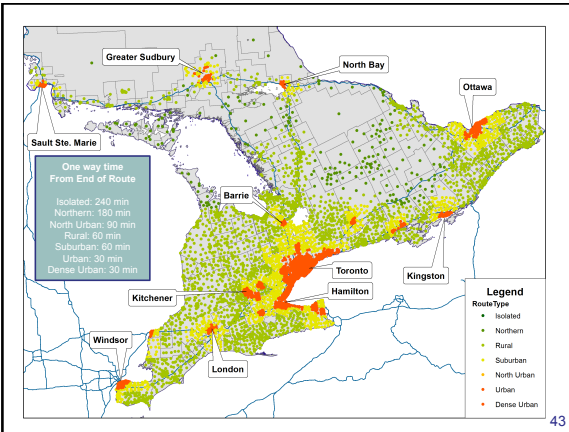 Greater Sudbury
North Bay
Ottawa
Sault Ste. Marie
One way time
From End of Route
Isolated: 240 min
Northern: 180 min
North Urban: 90 min
Rural: 60 min
Suburban: 60 min
Urban: 30 min
Dense Urban: 30 min
Barrie
Toronto
Kingston
Hamilton
Kitchener
Windsor
London
Legend
RouteType
Isolated
Northern
Rural
Suburban
North Urban
Urban
Dense Urban
43